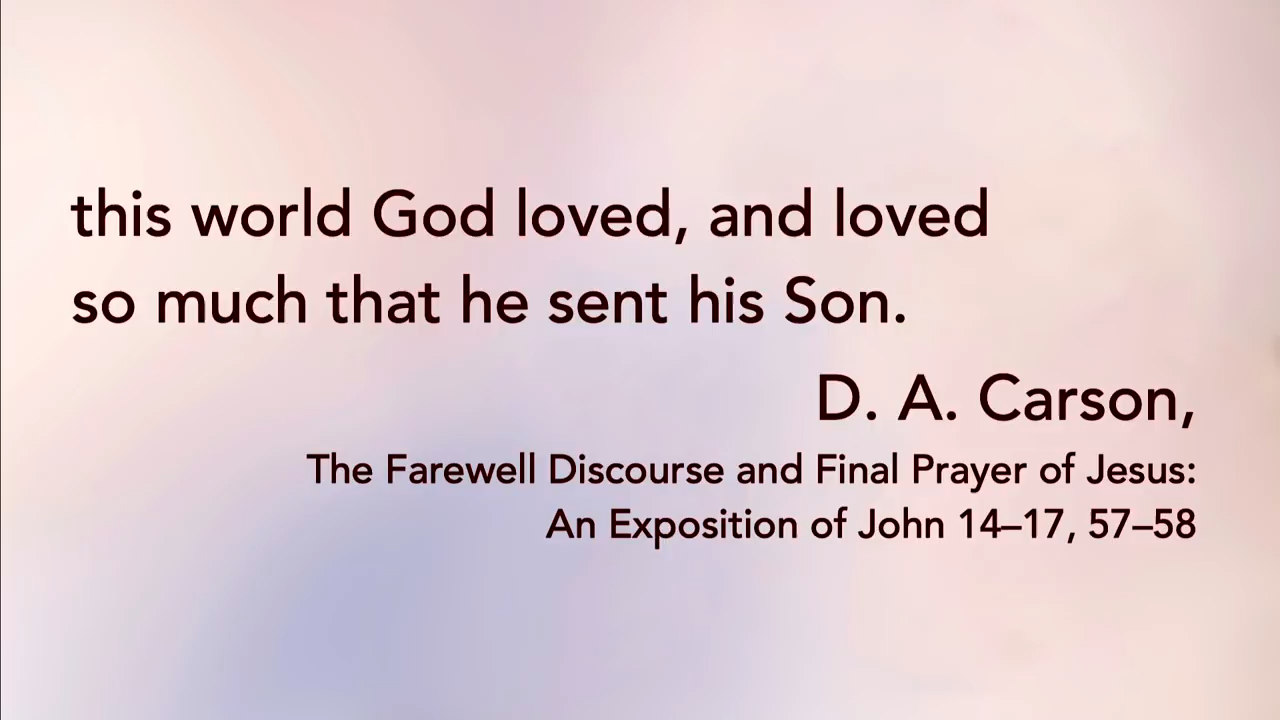 this world God loved, and loved
so much that he sent his Son.
D. A. Carson,
The Farewell Discourse and Final Prayer of Jesus:
An Exposition of John 14–17, 57–58